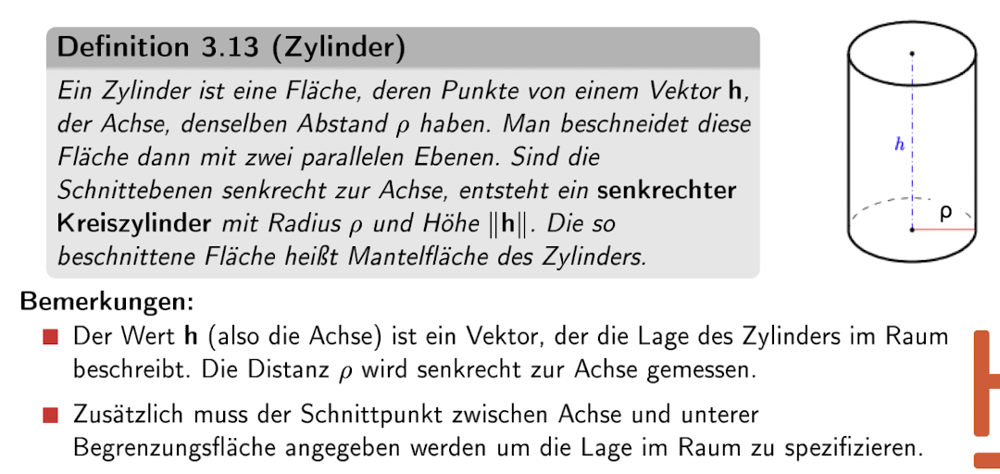 Definition 3.13 (Zylinder)
Ein Zylinder ist eine Fläche, deren Punkte von einem Vektor h,
der Achse, denselben Abstand ρ haben. Man beschneidet diese
Fläche dann mit zwei parallelen Ebenen. Sind die
Schnittebenen senkrecht zur Achse, entsteht ein senkrechter
Kreiszylinder mit Radius ρ und Höhe ‖h‖. Die so
beschnittene Fläche heißt Mantelfläche des Zylinders.
h
ρ
Bemerkungen:
Der Wert h (also die Achse) ist ein Vektor, der die Lage des Zylinders im Raum
beschreibt. Die Distanz ρ wird senkrecht zur Achse gemessen.
Zusätzlich muss der Schnittpunkt zwischen Achse und unterer
Begrenzungsfläche angegeben werden um die Lage im Raum zu spezifizieren.